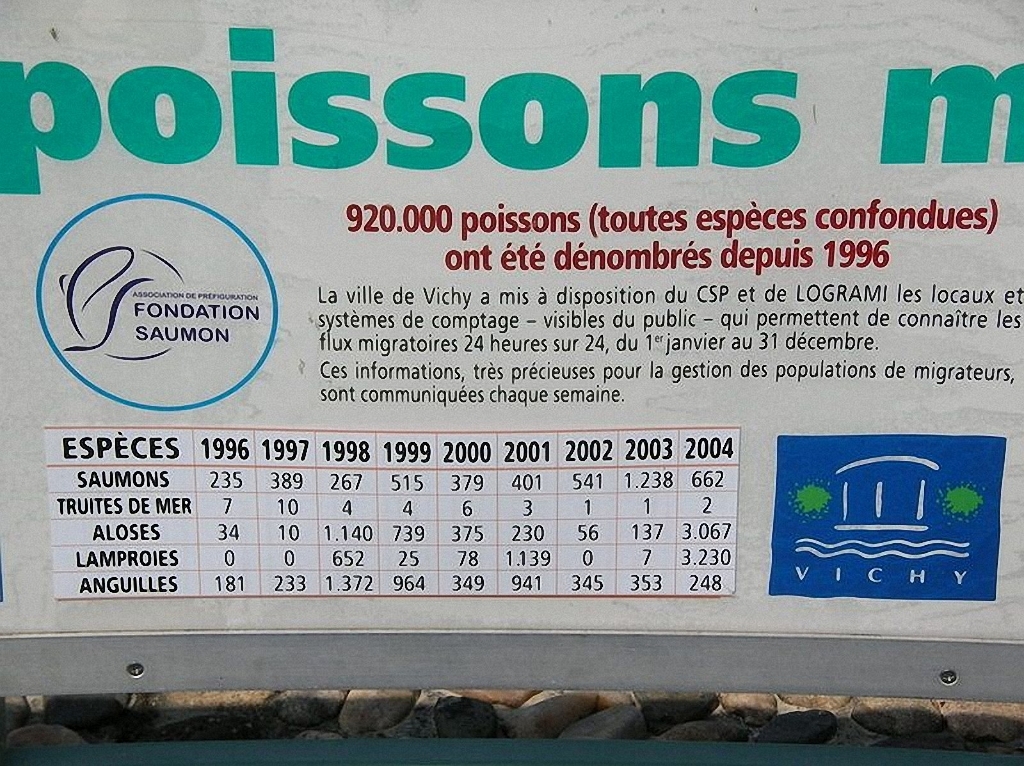 poissons m
ASSOCIATION DE PRÉFIGURATION
FONDATION
SAUMON
920.000 poissons (toutes espèces confondues)
ont été dénombrés depuis 1996
La ville de Vichy a mis à disposition du CSP et de LOGRAMI les locaux et
systèmes de comptage – visibles du public – qui permettent de connaître les
flux migratoires 24 heures sur 24, du 1er janvier au 31 décembre.
Ces informations, très précieuses pour la gestion des populations de migrateurs,
sont communiquées chaque semaine.
ESPÈCES 1996 1997 1998 1999 2000 2001 2002 2003 2004
SAUMONS 235 389 267 515 379 401 541 1.238 662
TRUITES DE MER 7 10 4 4 6 3 1 1 2
ALOSES 34 10 1.140 739 375 230 56 137 3.067
LAMPROIES 0 0 652 25 78 1.139 0 7 3.230
ANGUILLES 181 233 1.372 964 349 941 345 353 248
VICHY